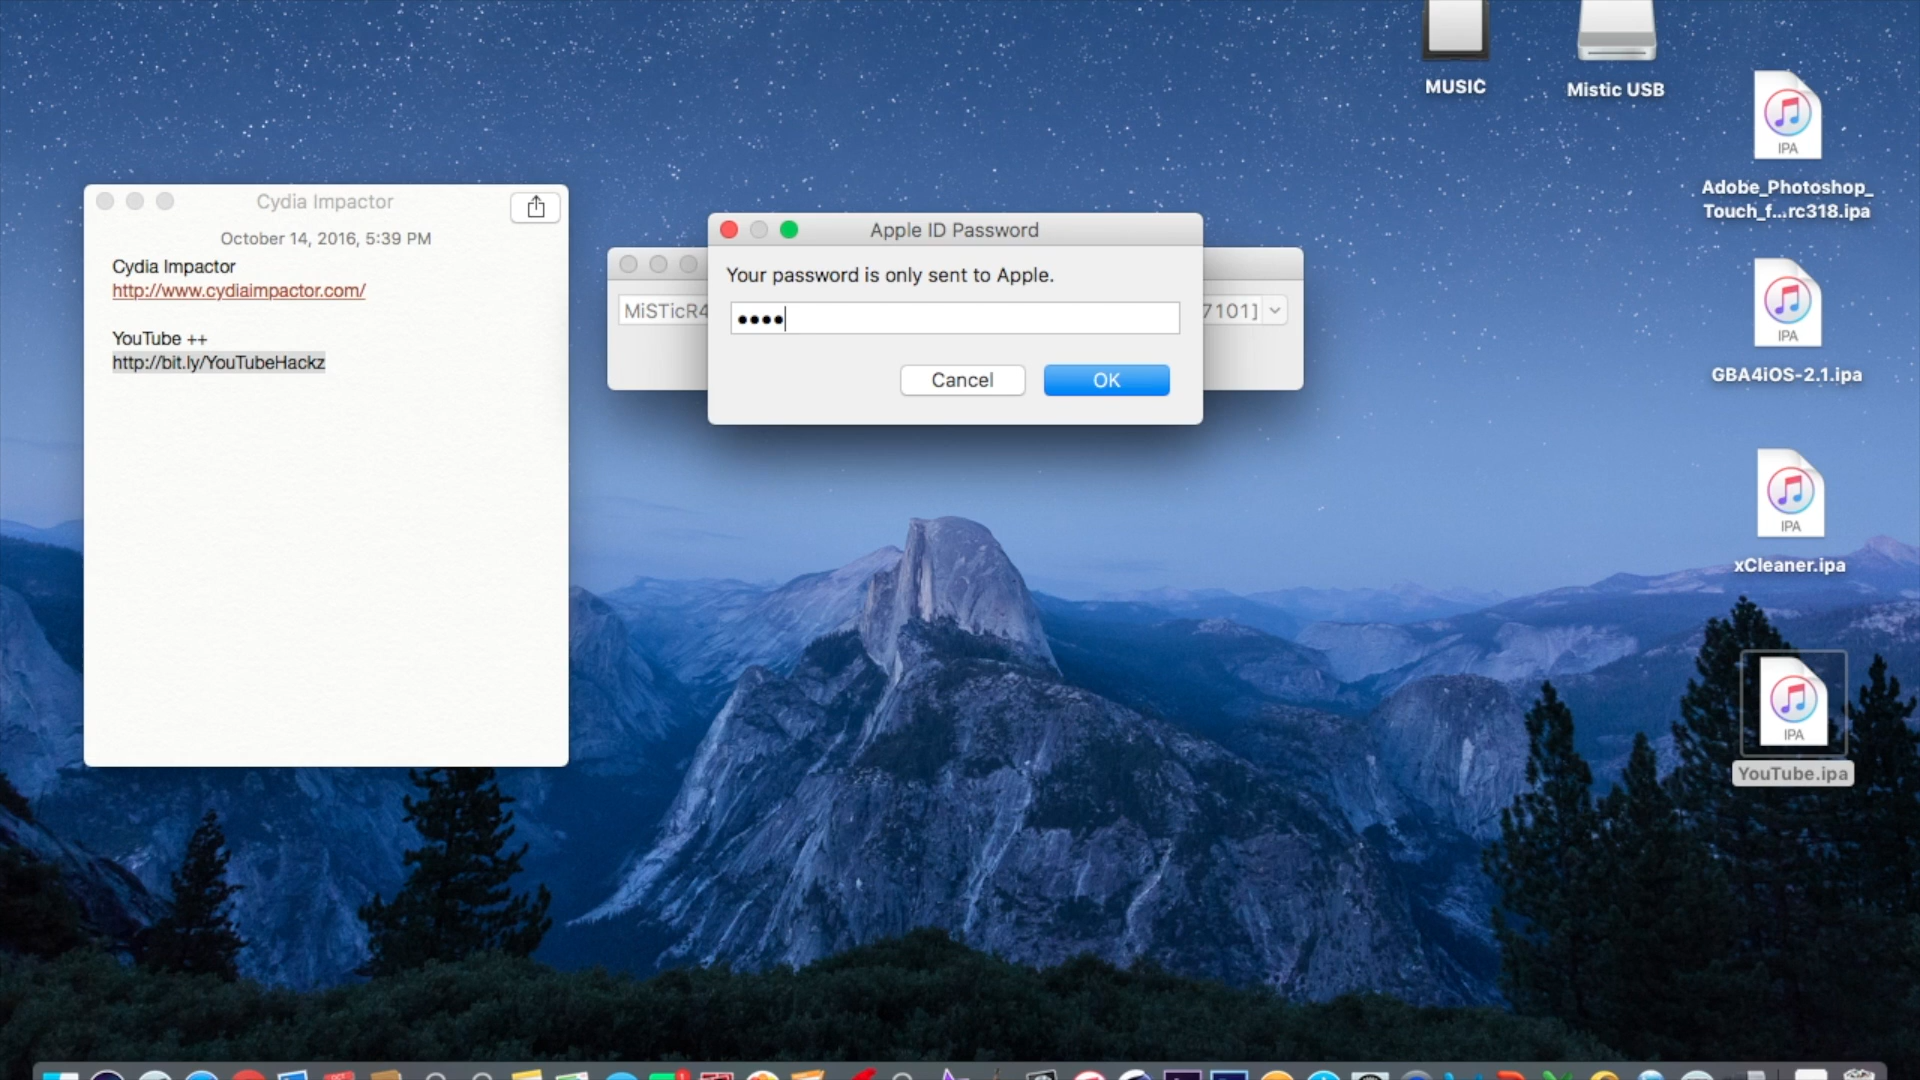 MUSIC
Mistic USB
IPA
Adobe_Photoshop_
Touch_f...rc318.ipa
Cydia Impactor
October 14, 2016, 5:39 PM
Cydia Impactor
http://www.cydiaimpactor.com/
YouTube ++
http://bit.ly/YouTubeHackz
Apple ID Password
Your password is only sent to Apple.
MiSTicR4
7101]
Cancel
OK
IPA
GBA4iOS-2.1.ipa
IPA
xCleaner.ipa
IPA
YouTube.ipa